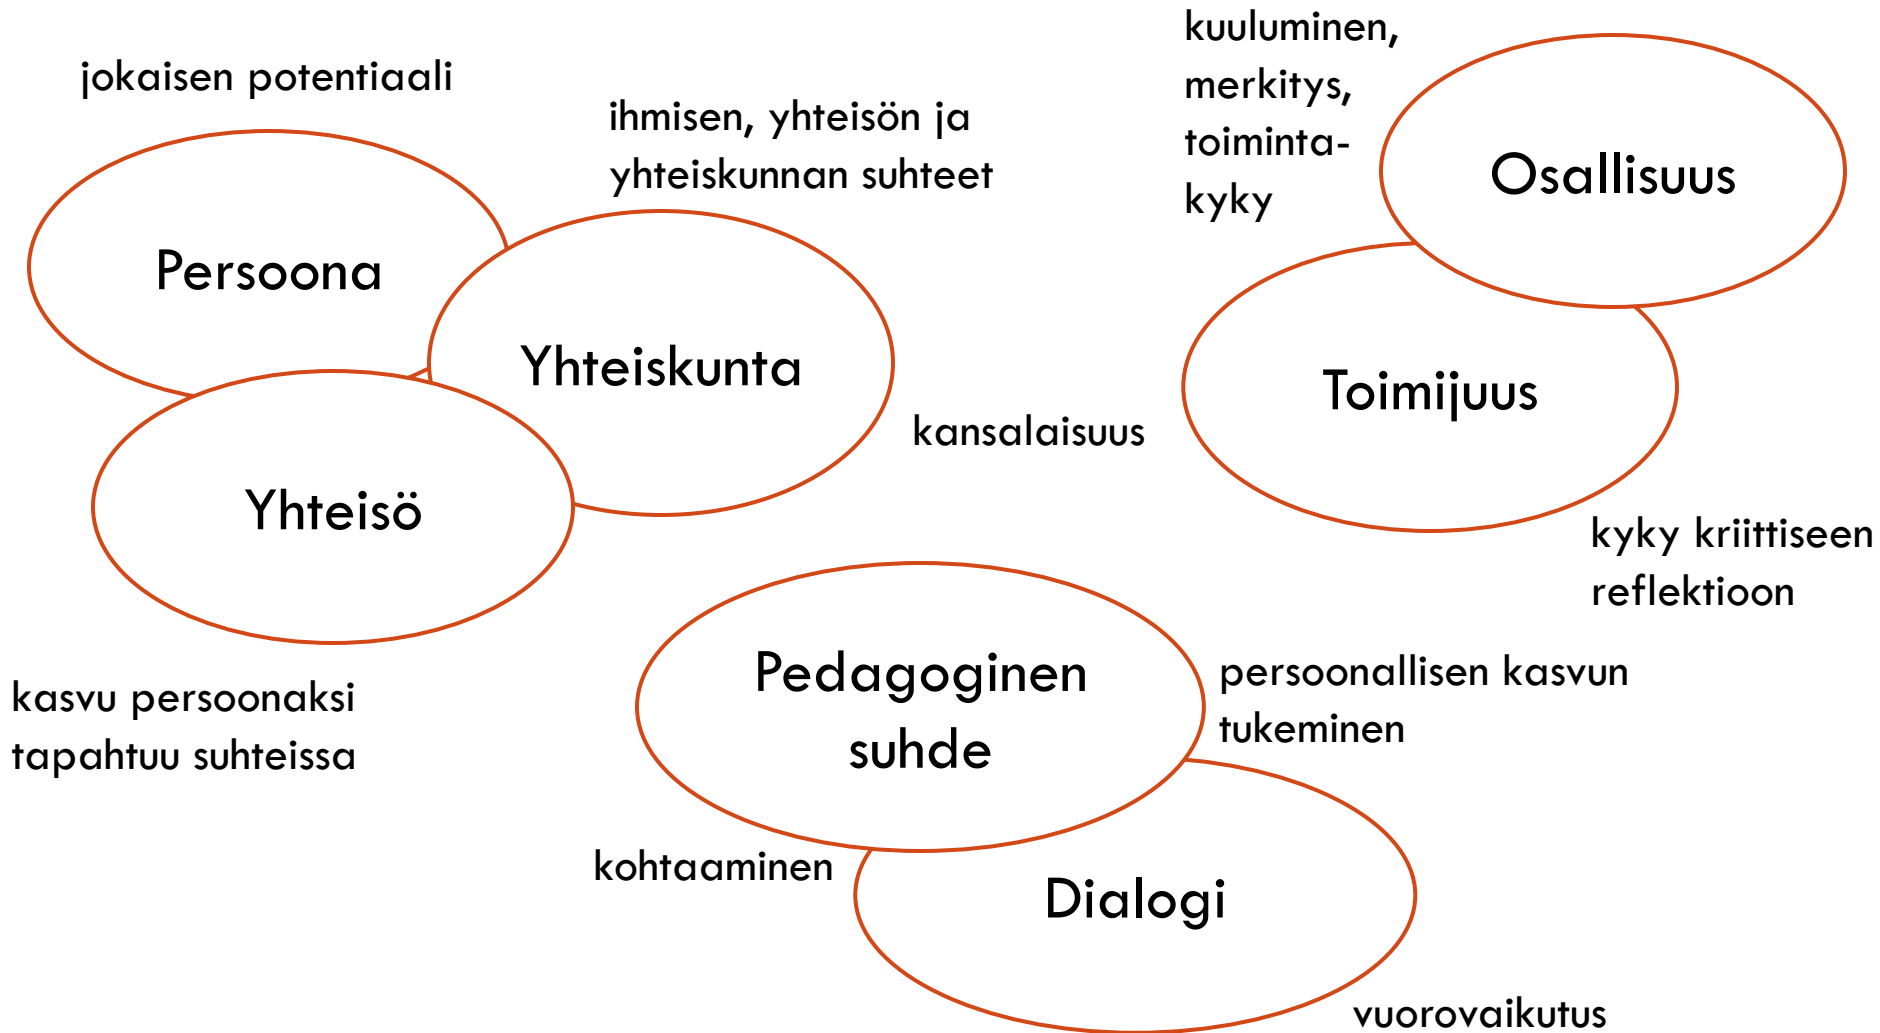 jokaisen potentiaali
Persoona
ihmisen, yhteisön ja
yhteiskunnan suhteet
Yhteiskunta
kansalaisuus
Yhteisö
kasvu persoonaksi
tapahtuu suhteissa
kuuluminen,
merkitys,
toiminta-
kyky
Osallisuus
Toimijuus
kyky kriittiseen
reflektioon
Pedagoginen
suhde
persoonallisen kasvun
tukeminen
kohtaaminen
Dialogi
vuorovaikutus